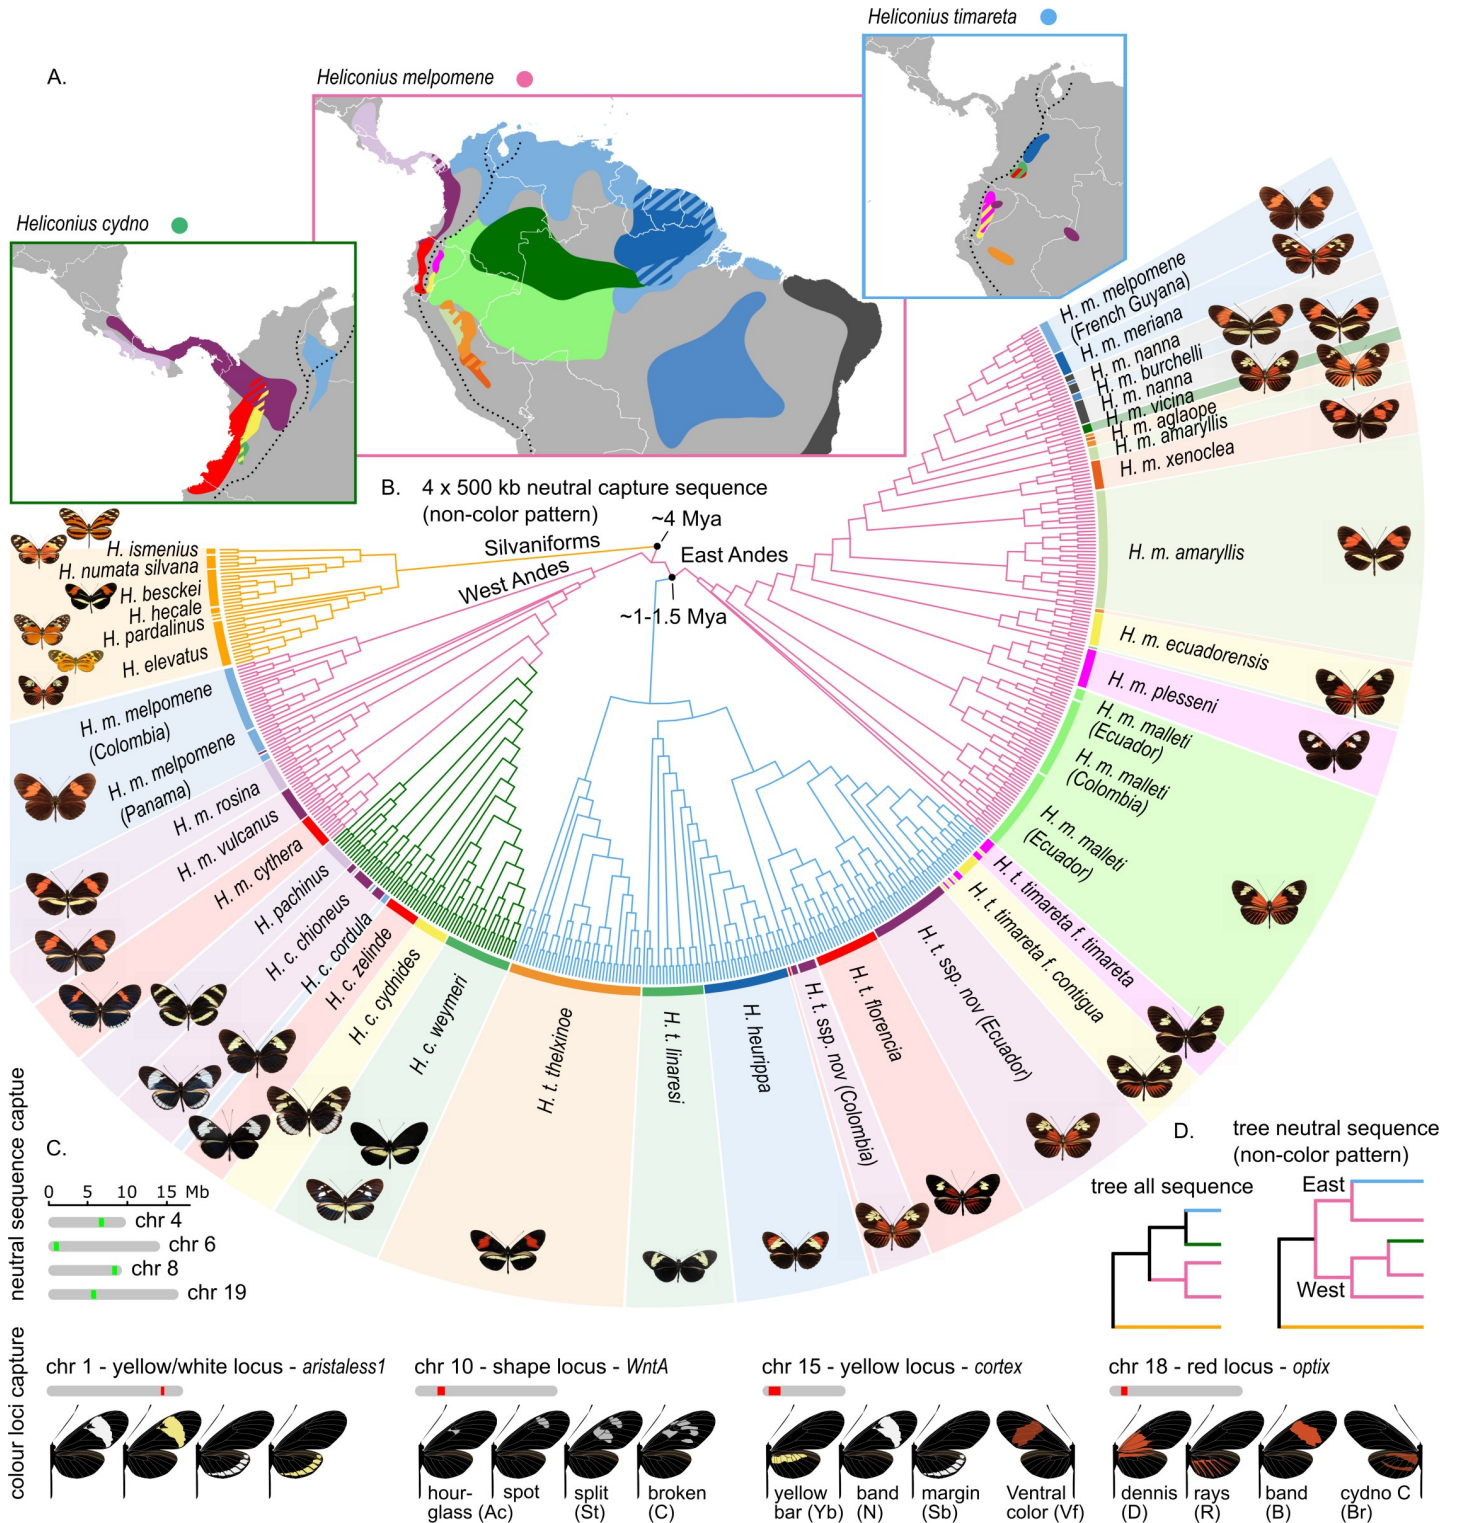 A.
Heliconius timareta
Heliconius melpomene
Heliconius cydno
B. 4 x 500 kb neutral capture sequence
(non-color pattern)
~4 Mya
Silvaniforms
East Andes
West Andes
~1-1.5 Mya
H. m. melpomene
(French Guyana)
H. m. meriana
H. m. nanna
H. m. burchelli
H. m. nanna
H. m. vicina
H. m. aglaope
H. m. amaryllis
H. m. xenoclea
H. m. amaryllis
H. m. ecuadorensis
H. m. plesseni
H. m. malleti
(Ecuador)
H. m. malleti
(Colombia)
H. m. malleti
(Ecuador)
H. t. timareta f. timareta
H. t. timareta f. contigua
H. t. ssp. nov (Ecuador)
H. t. florencia
H. t. ssp. nov (Colombia)
H. heurippa
H. t. linaresi
H. t. thelxinoe
H. c. weymeri
H. c. cydnides
H. c. zelinde
H. c. cordula
H. c. chioneus
H. pachinus
H. m. cythera
H. m. vulcanus
H. m. rosina
H. m. melpomene
(Panama)
H. m. melpomene
(Colombia)
H. elevatus
H. pardalinus
H. hecale
H. besckei
H. numata silvana
H. ismenius
C.
neutral sequence captue
0 5 10 15 Mb
chr 4
chr 6
chr 8
chr 19
D.
tree neutral sequence
(non-color pattern)
tree all sequence
East
West
colour loci capture
chr 1 - yellow/white locus - aristaless1
chr 10 - shape locus - WntA
hour-
glass (Ac)
spot
split
(St)
broken
(C)
chr 15 - yellow locus - cortex
yellow
bar (Yb)
band
(N)
margin
(Sb)
Ventral
color (Vf)
chr 18 - red locus - optix
dennis
(D)
rays
(R)
band
(B)
cydno C
(Br)